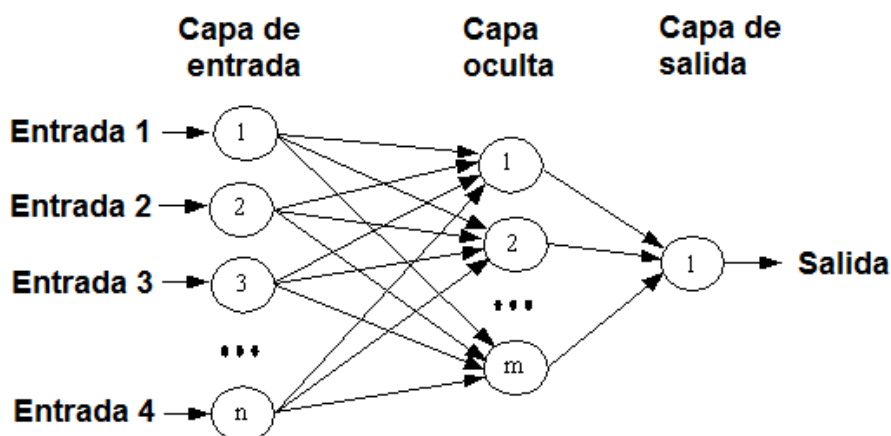 Capa de
entrada
Capa
oculta
Capa de
salida
Entrada 1
1
Entrada 2
2
Entrada 3
3
...
Entrada 4
n
1
2
...
m
1
Salida